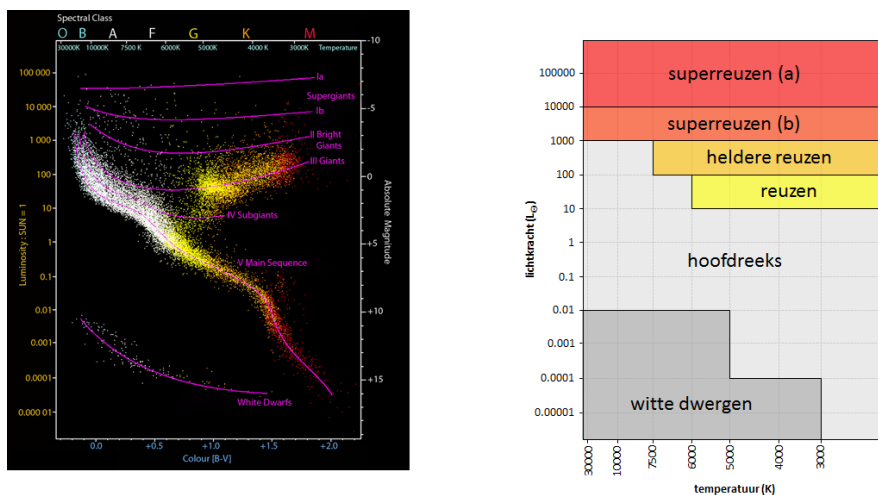 Spectral Class
O B A F G K M
30000K 10000K 7500 K 6000K 5000K 4000K 3000K Temperature
-10
100 000
10 000
1 000
100
10
1
0.1
0.01
0.001
0.0001
0.000 01
Luminosity : SUN = 1
Ia
Supergiants
Ib
II Bright
Giants
III Giants
IV Subgiants
V Main Sequence
White Dwarfs
-5
0
+5
+10
+15
Absolute Magnitude
0.0 +0.5 +1.0 +1.5 +2.0
Colour [B-V]
lichtkracht (L☉)
100000
10000
1000
100
10
1
0.1
0.01
0.001
0.0001
0.00001
superreuzen (a)
superreuzen (b)
heldere reuzen
reuzen
hoofdreeks
witte dwergen
30000 10000 7500 6000 5000 4000 3000
temperatuur (K)